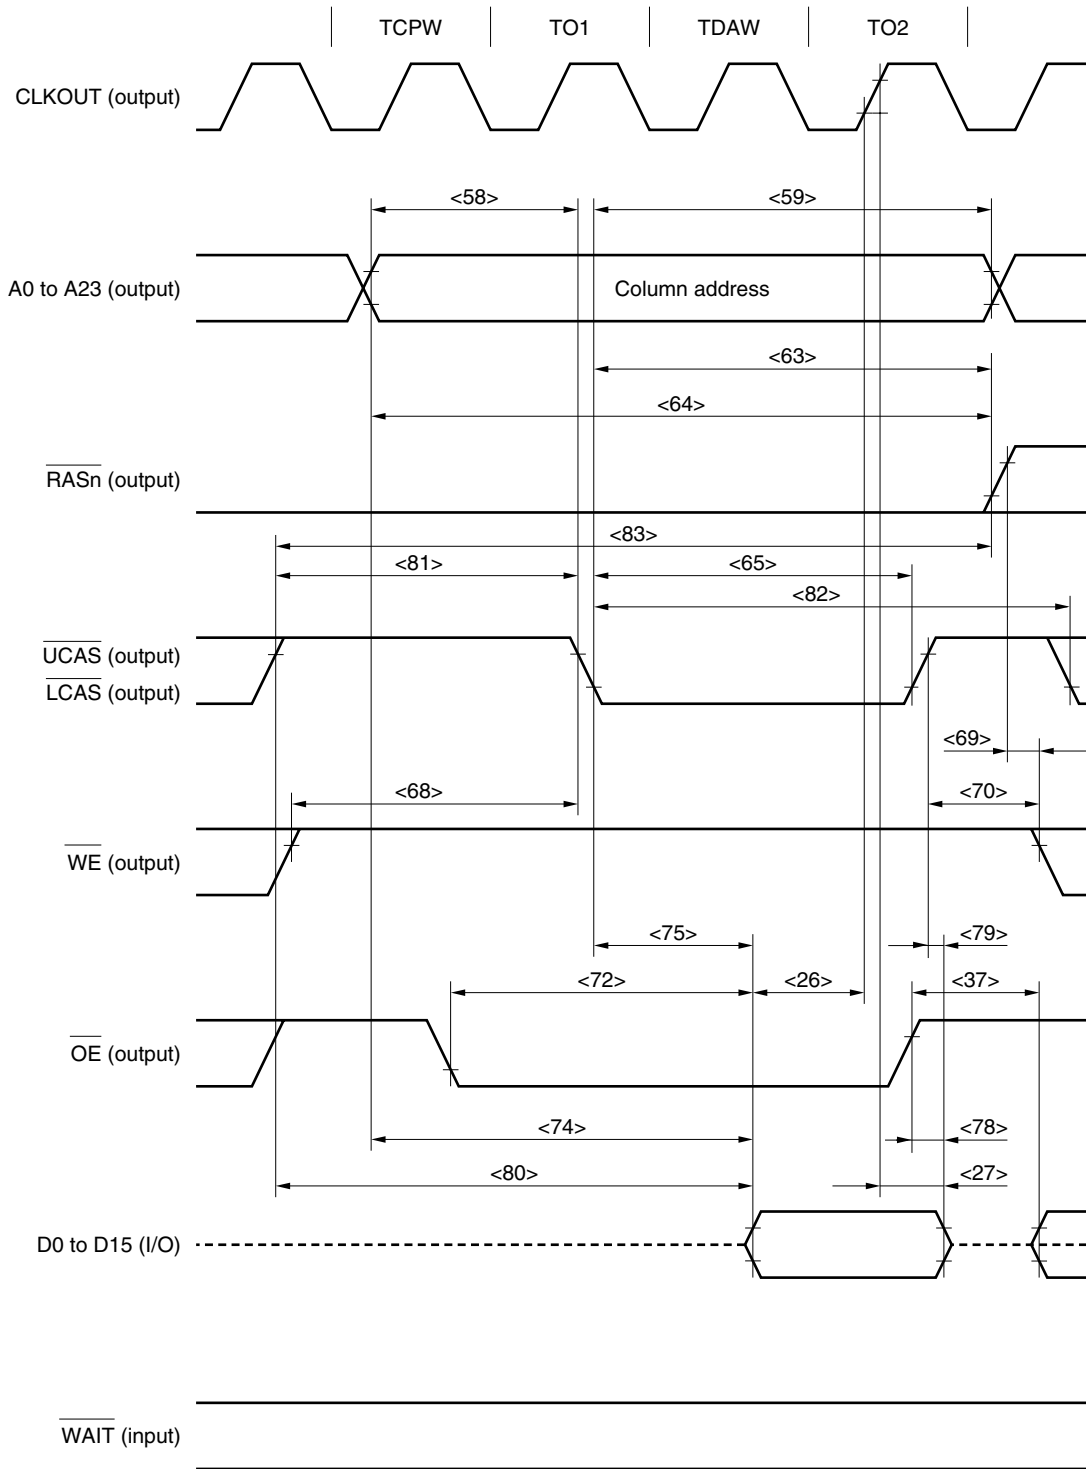 TCPW TO1 TDAW TO2
CLKOUT (output)
<58> <59>
A0 to A23 (output) Column address
<63>
<64>
RASn (output)
<83>
<81> <65>
<82>
UCAS (output)
LCAS (output)
<69>
<68> <70>
WE (output)
<75> <79>
<72> <26> <37>
OE (output)
<74> <78>
<80> <27>
D0 to D15 (I/O)
WAIT (input)